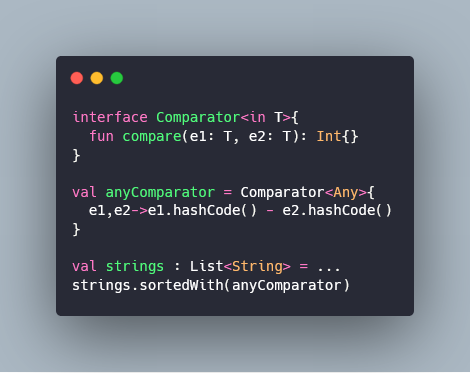 interface Comparator<in T>{
fun compare(e1: T, e2: T): Int{}
}
val anyComparator = Comparator<Any>{
e1,e2->e1.hashCode() - e2.hashCode()
}
val strings : List<String> = ...
strings.sortedWith(anyComparator)